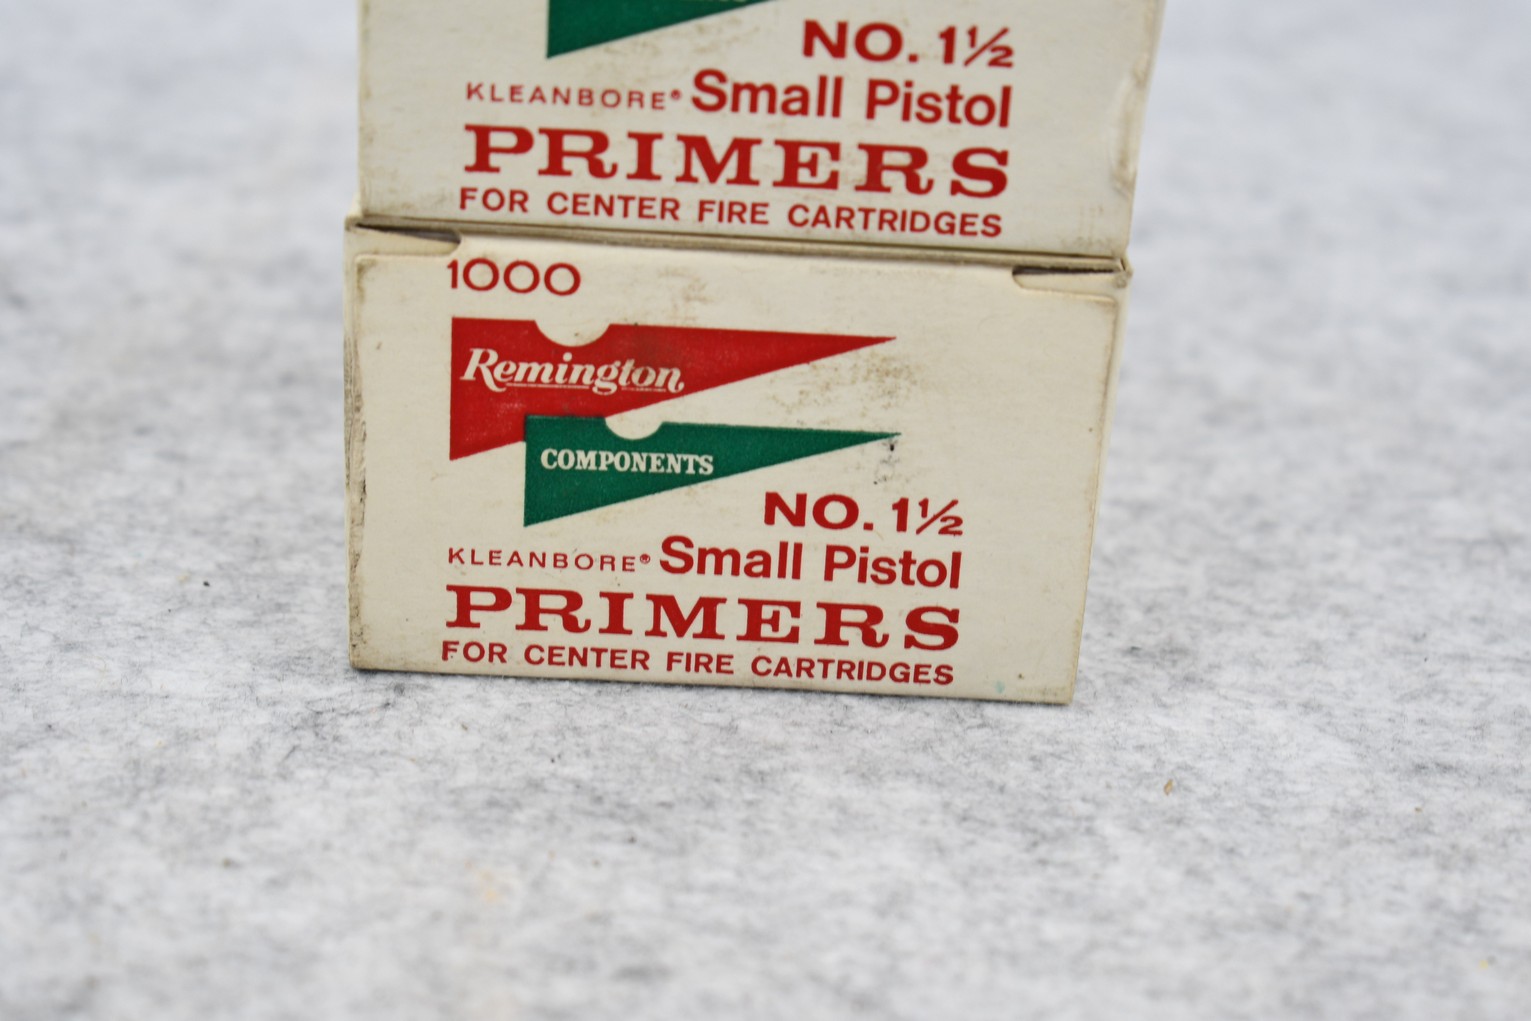 NO. 1½
KLEANBORE® Small Pistol
PRIMERS
FOR CENTER FIRE CARTRIDGES
1000
Remington
COMPONENTS
NO. 1½
KLEANBORE® Small Pistol
PRIMERS
FOR CENTER FIRE CARTRIDGES